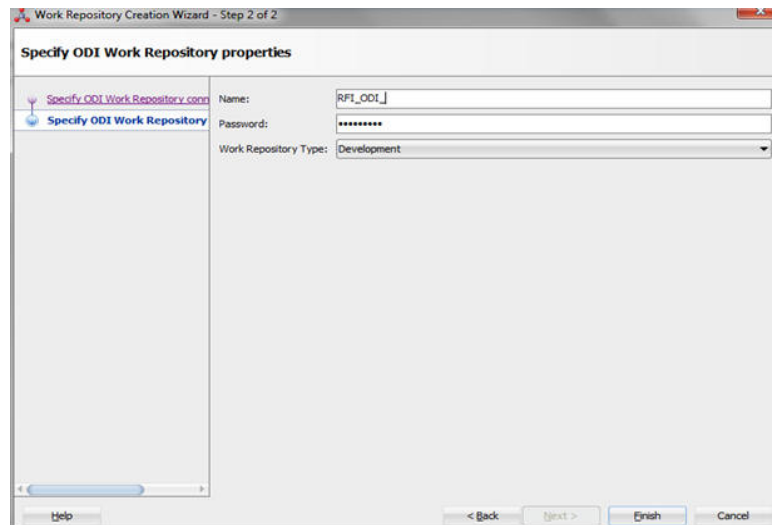 Work Repository Creation Wizard - Step 2 of 2
Specify ODI Work Repository properties
Specify ODI Work Repository conn
Specify ODI Work Repository
Name:
RFI_ODI_
Password:
•••••••••
Work Repository Type:
Development
Help
< Back
Next >
Finish
Cancel